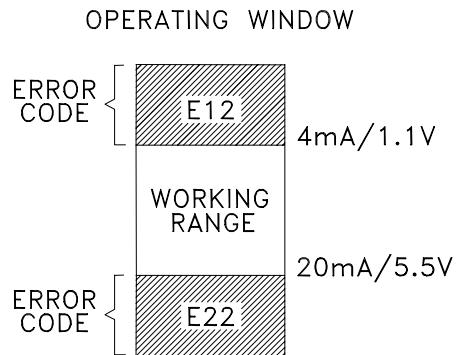 OPERATING WINDOW
ERROR
CODE
E12
4mA/1.1V
WORKING
RANGE
20mA/5.5V
ERROR
CODE
E22